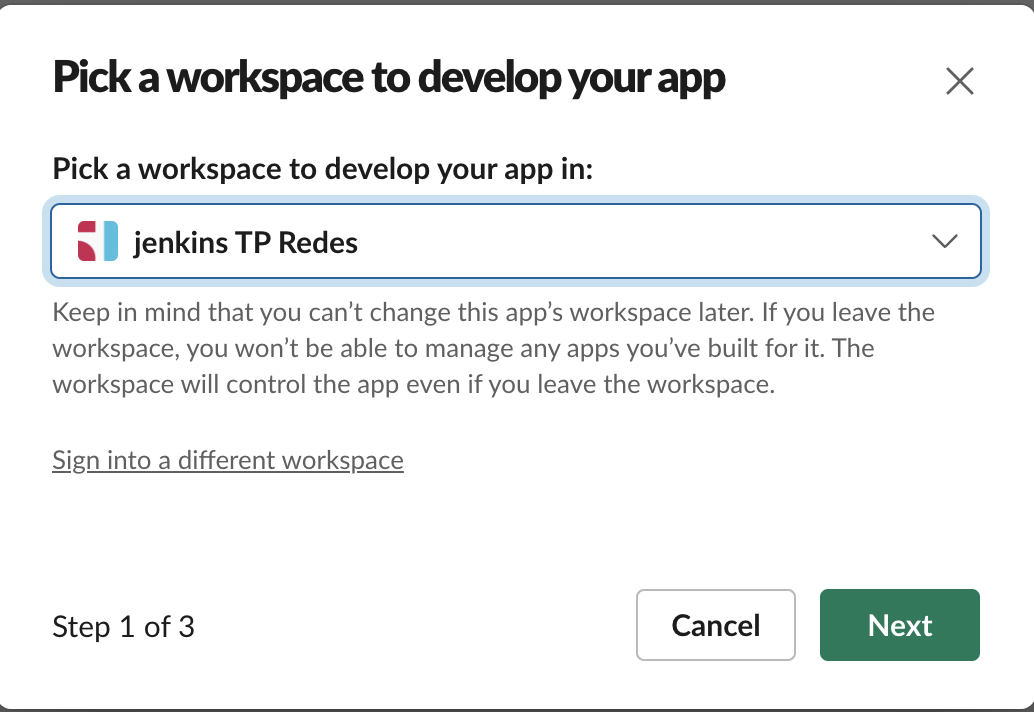 Pick a workspace to develop your app
Pick a workspace to develop your app in:
jenkins TP Redes
Keep in mind that you can’t change this app’s workspace later. If you leave the
workspace, you won’t be able to manage any apps you’ve built for it. The
workspace will control the app even if you leave the workspace.
Sign into a different workspace
Step 1 of 3
Cancel
Next